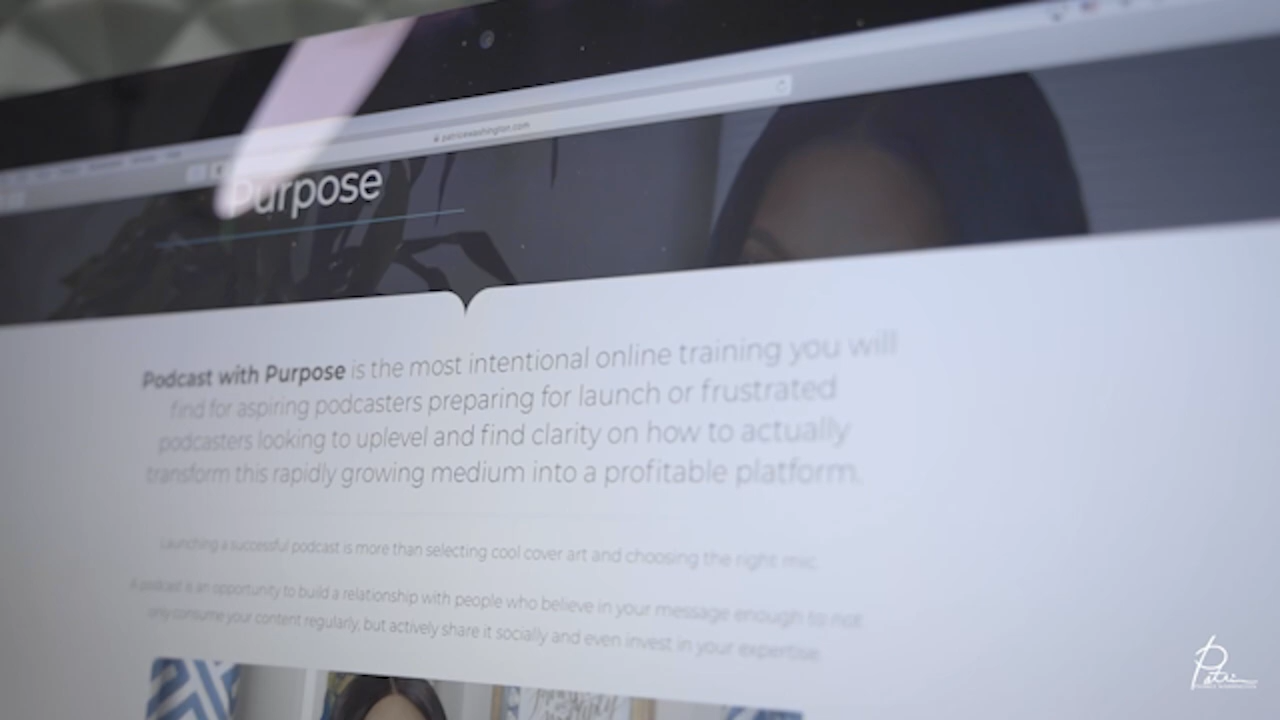 patricewashington.com
Purpose
Podcast with Purpose is the most intentional online training you will
find for aspiring podcasters preparing for launch or frustrated
podcasters looking to uplevel and find clarity on how to actually
transform this rapidly growing medium into a profitable platform.
Launching a successful podcast is more than selecting cool cover art and choosing the right mic.
A podcast is an opportunity to build a relationship with people who believe in your message enough to not
only consume your content regularly, but actively share it socially and even invest in your expertise.